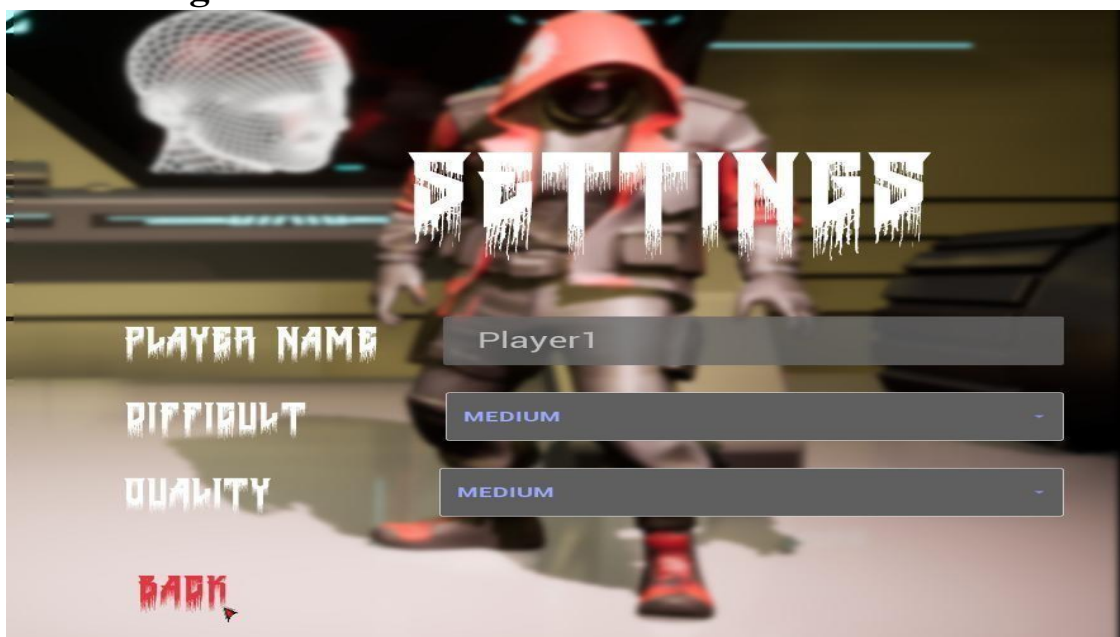 SETTINGS
PLAYER NAME
Player1
DIFFICULT
MEDIUM
QUALITY
MEDIUM
BACK